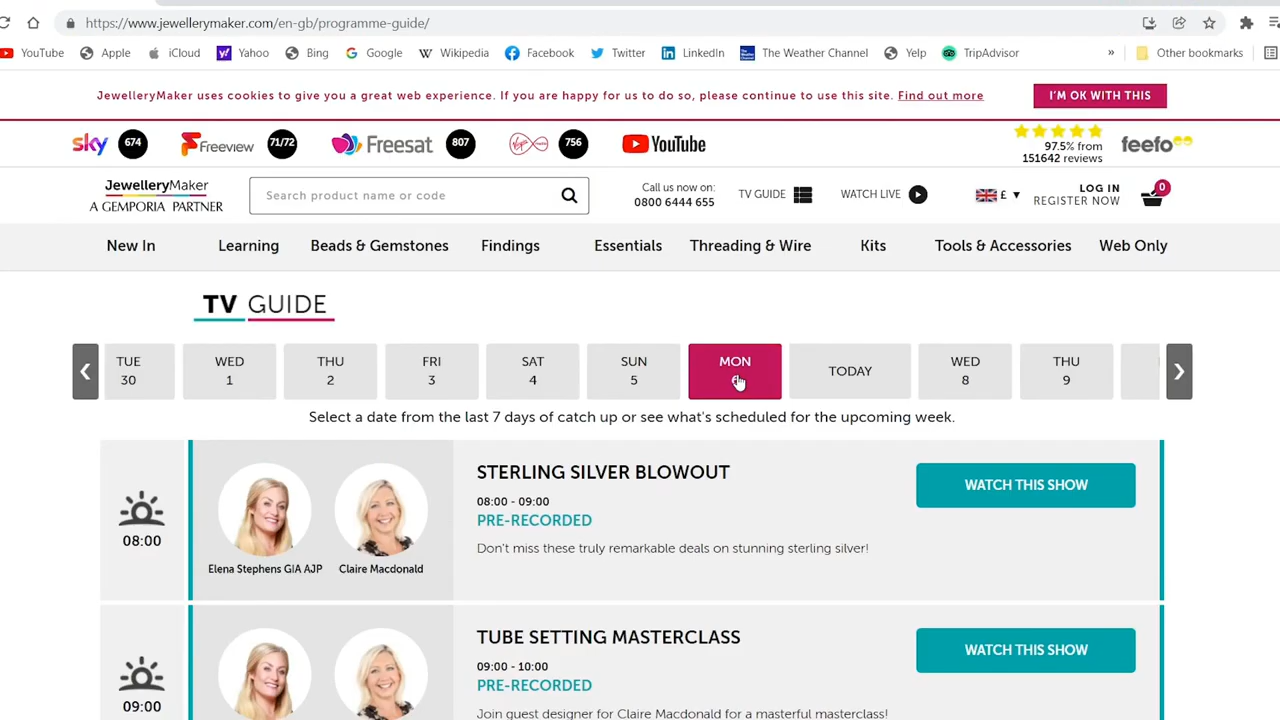 https://www.jewellerymaker.com/en-gb/programme-guide/
YouTube Apple iCloud Yahoo Bing Google Wikipedia Facebook Twitter LinkedIn The Weather Channel Yelp TripAdvisor » Other bookmarks
JewelleryMaker uses cookies to give you a great web experience. If you are happy for us to do so, please continue to use this site. Find out more I'M OK WITH THIS
sky 674 Freeview 71/72 Freesat 807 756 YouTube
97.5% from
151642 reviews
feefo
JewelleryMaker
A GEMPORIA PARTNER
Search product name or code
Call us now on:
0800 6444 655
TV GUIDE WATCH LIVE £ ▼
LOG IN
REGISTER NOW
0
New In Learning Beads & Gemstones Findings Essentials Threading & Wire Kits Tools & Accessories Web Only
TV GUIDE
TUE WED THU FRI SAT SUN MON TODAY WED THU
30 1 2 3 4 5 8 9
Select a date from the last 7 days of catch up or see what's scheduled for the upcoming week.
08:00
Elena Stephens GIA AJP Claire Macdonald
STERLING SILVER BLOWOUT
08:00 - 09:00
PRE-RECORDED
Don't miss these truly remarkable deals on stunning sterling silver!
WATCH THIS SHOW
09:00
TUBE SETTING MASTERCLASS
09:00 - 10:00
PRE-RECORDED
Join guest designer for Claire Macdonald for a masterful masterclass!
WATCH THIS SHOW